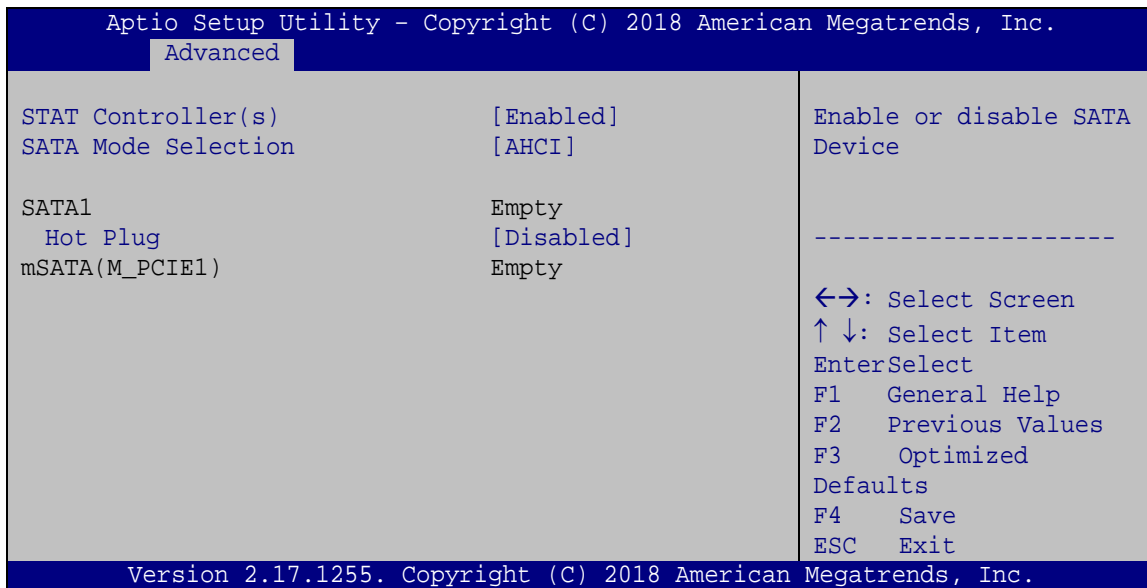 Aptio Setup Utility – Copyright (C) 2018 American Megatrends, Inc.
Advanced
STAT Controller(s) [Enabled]
SATA Mode Selection [AHCI]
SATA1 Empty
Hot Plug [Disabled]
mSATA(M_PCIE1) Empty
Enable or disable SATA
Device
---------------------
←→: Select Screen
↑ ↓: Select Item
EnterSelect
F1 General Help
F2 Previous Values
F3 Optimized
Defaults
F4 Save
ESC Exit
Version 2.17.1255. Copyright (C) 2018 American Megatrends, Inc.